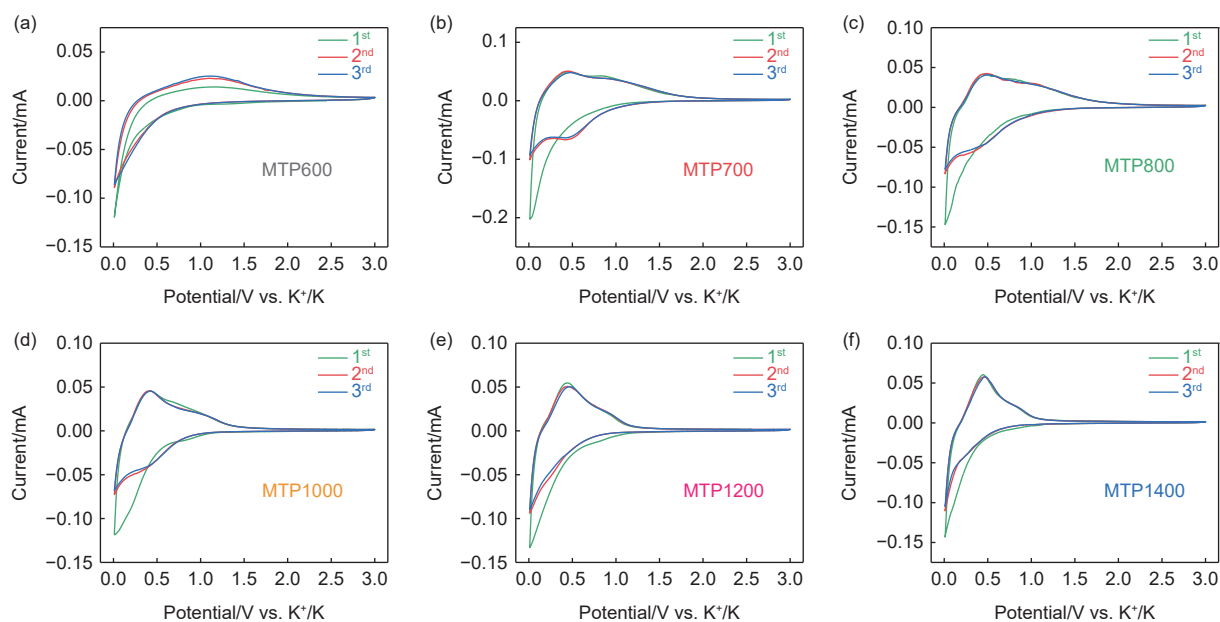 (a)
1st
2nd
3rd
MTP600
Current/mA
0.05
0.00
−0.05
−0.10
−0.15
0.0 0.5 1.0 1.5 2.0 2.5 3.0
Potential/V vs. K⁺/K
(b)
1st
2nd
3rd
MTP700
Current/mA
0.1
0.0
−0.1
−0.2
0.0 0.5 1.0 1.5 2.0 2.5 3.0
Potential/V vs. K⁺/K
(c)
1st
2nd
3rd
MTP800
Current/mA
0.10
0.05
0.00
−0.05
−0.10
−0.15
0.0 0.5 1.0 1.5 2.0 2.5 3.0
Potential/V vs. K⁺/K
(d)
1st
2nd
3rd
MTP1000
Current/mA
0.10
0.05
0.00
−0.05
−0.10
−0.15
0.0 0.5 1.0 1.5 2.0 2.5 3.0
Potential/V vs. K⁺/K
(e)
1st
2nd
3rd
MTP1200
Current/mA
0.10
0.05
0.00
−0.05
−0.10
−0.15
0.0 0.5 1.0 1.5 2.0 2.5 3.0
Potential/V vs. K⁺/K
(f)
1st
2nd
3rd
MTP1400
Current/mA
0.10
0.05
0.00
−0.05
−0.10
−0.15
0.0 0.5 1.0 1.5 2.0 2.5 3.0
Potential/V vs. K⁺/K